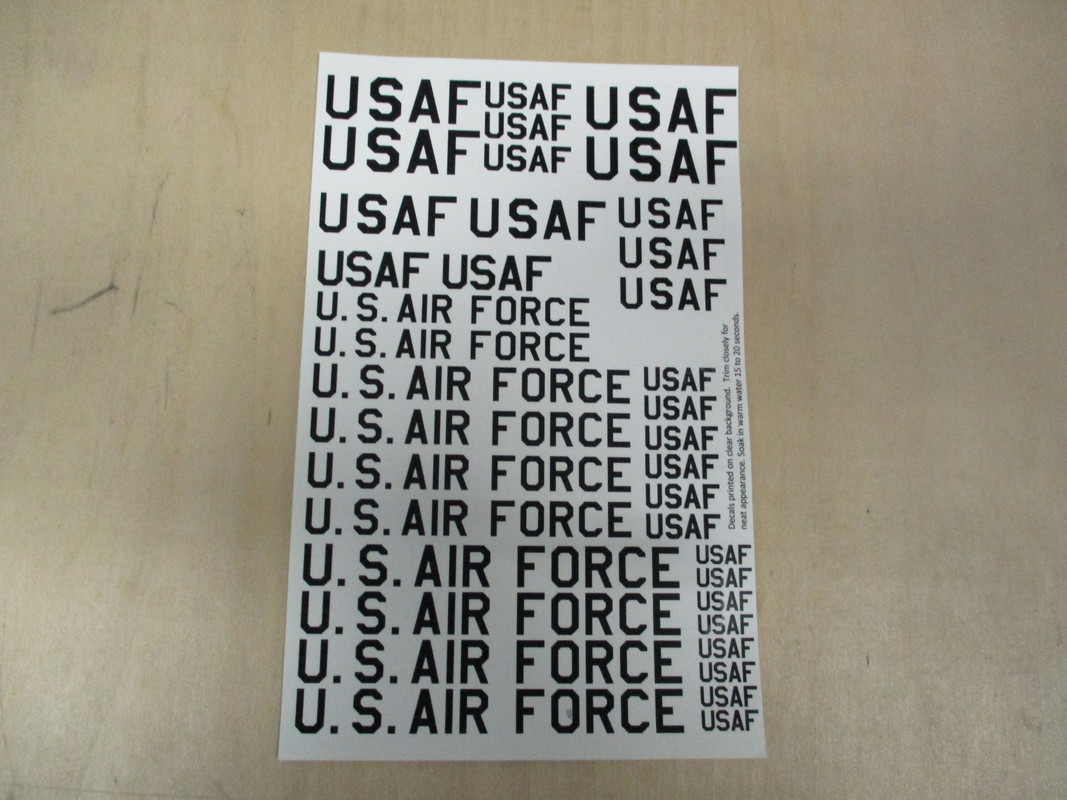 USAF USAF USAF
USAF
USAF USAF USAF
USAF USAF USAF
USAF
USAF USAF
USAF
U.S. AIR FORCE
U.S. AIR FORCE
U.S. AIR FORCE USAF
USAF
U.S. AIR FORCE USAF
U.S. AIR FORCE USAF
USAF
U.S. AIR FORCE USAF
Decals printed on clear background. Trim closely for
neat appearance. Soak in warm water 15 to 20 seconds.
U.S. AIR FORCE USAF
USAF
U.S. AIR FORCE USAF
USAF
U.S. AIR FORCE USAF
USAF
U.S. AIR FORCE USAF
USAF